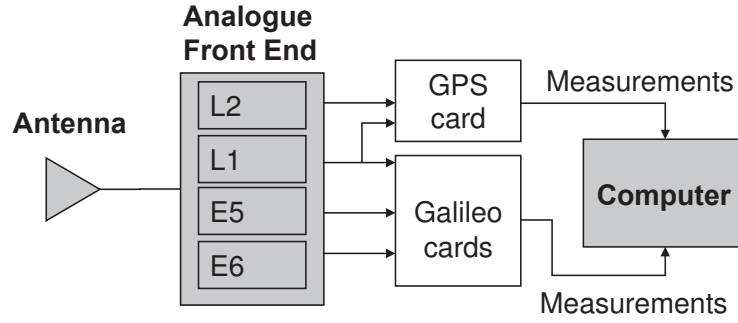 Analogue
Front End
Antenna
L2
L1
E5
E6
GPS
card
Galileo
cards
Measurements
Computer
Measurements